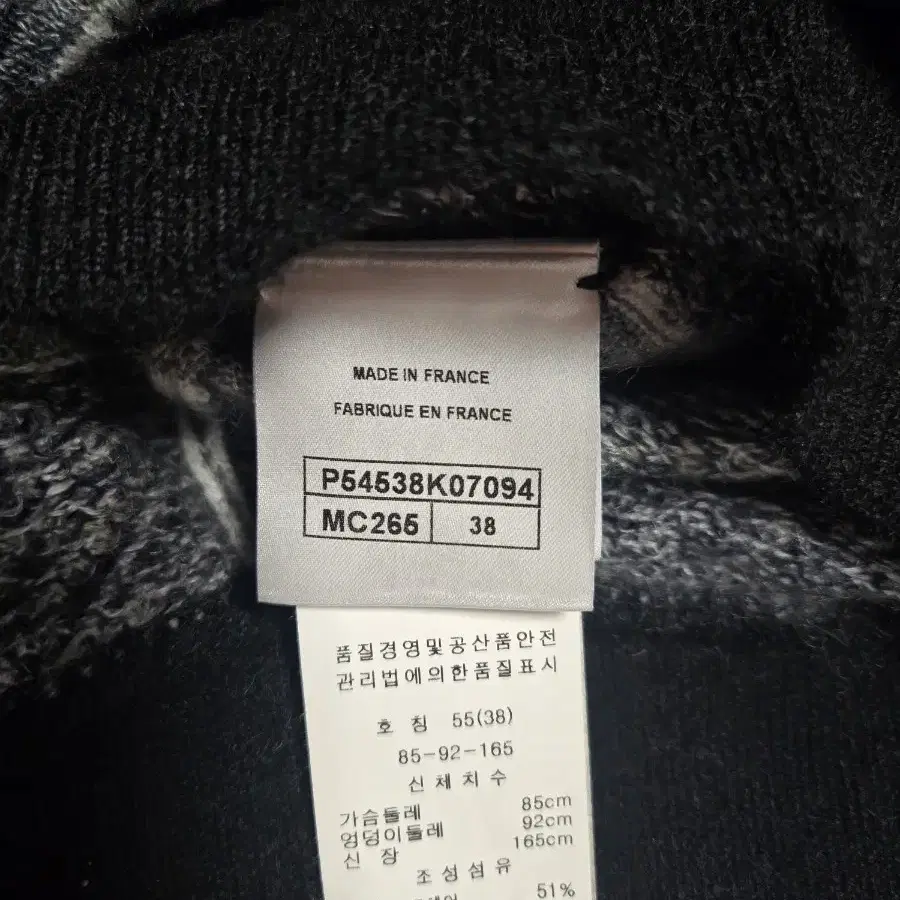 MADE IN FRANCE
FABRIQUE EN FRANCE
P54538K07094
MC265 38
품질경영및공산품안전
관리법에의한품질표시
호 칭 55(38)
85-92-165
신체치수
가슴둘레 85cm
엉덩이둘레 92cm
신 장 165cm
조성섬유
51%